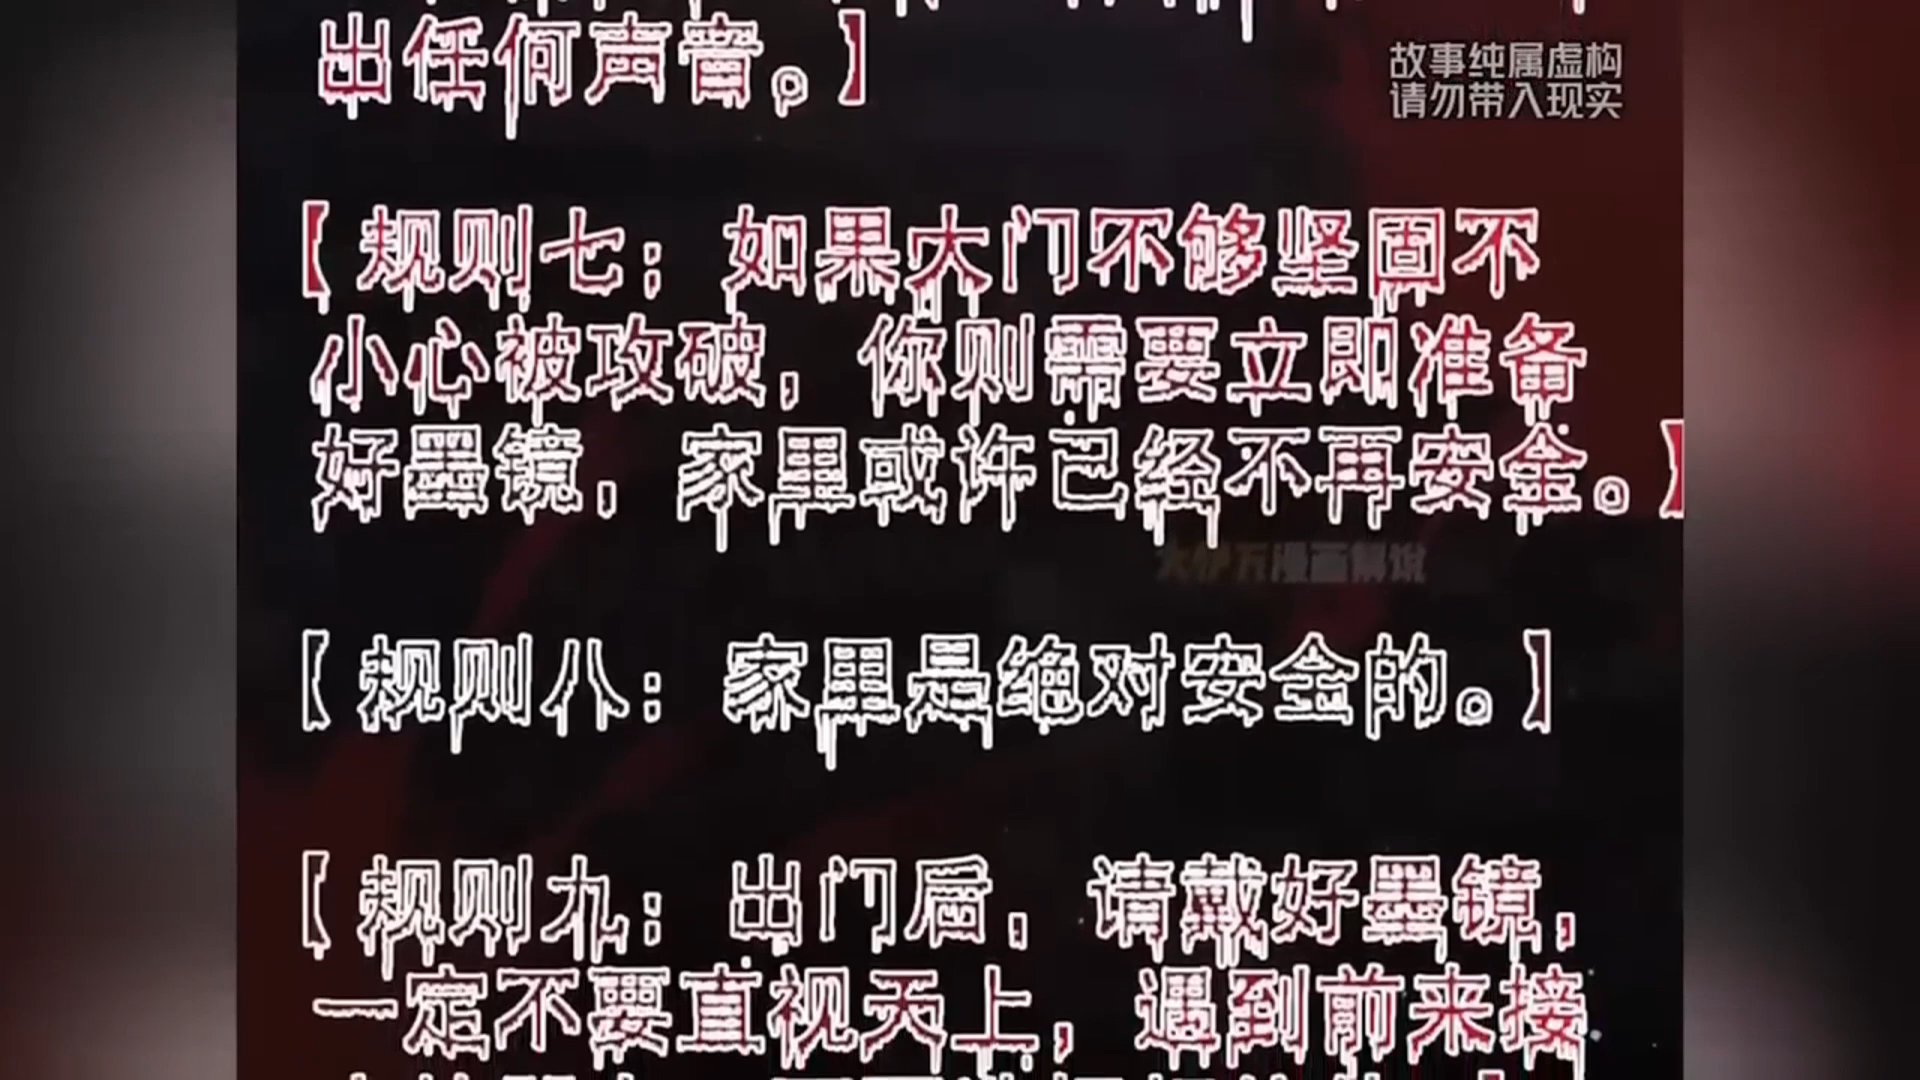 出任何声音。】
故事纯属虚构
请勿带入现实
【规则七：如果大门不够坚固不
小心被攻破，你则需要立即准备
好墨镜，家里或许已经不再安全。】
漫画解说
【规则八：家里是绝对安全的。】
【规则九：出门后，请戴好墨镜，
一定不要直视天上，遇到前来接